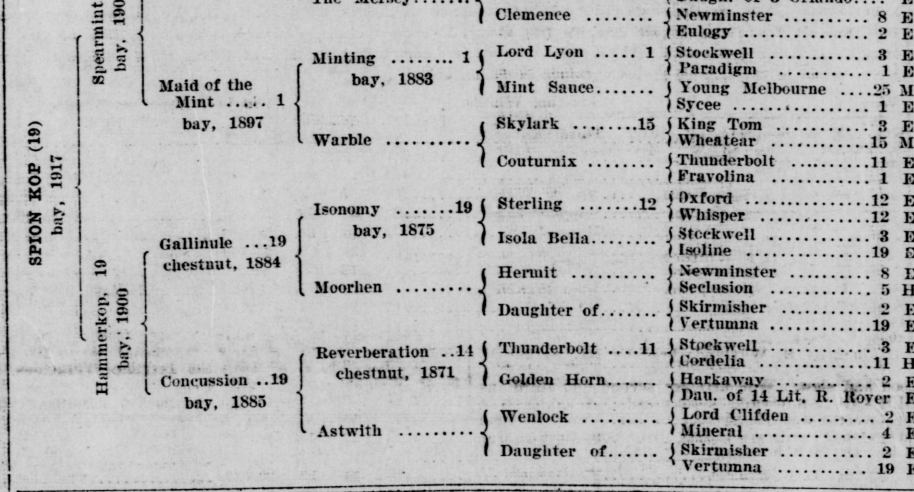 Clemence ........ Newminster ........... 8 E
Eulogy ........... 2 E
Spearmint
bay, 190
Maid of the
Mint ..... 1
bay, 1897
Minting ........ 1
bay, 1883
Lord Lyon ..... 1
Stockwell ........... 3 E
Paradigm ........... 1 E
Mint Sauce.......
Young Melbourne ....25 M
Sycee ............. 1 E
Warble ..........
Skylark ........15
King Tom ........... 3 E
Wheatear ...........15 M
Couturnix ........
Thunderbolt .........11 E
Fravolina ........... 1 E
SPION KOP (19)
bay, 1917
Hammerkop, 19
bay, 1900
Gallinule ...19
chestnut, 1884
Isonomy .......19
bay, 1875
Sterling .......12
Oxford ..............12 E
Whisper .............12 E
Isola Bella.......
Stockwell ........... 3 E
Isoline .............19 E
Moorhen .........
Hermit .........
Newminster .......... 8
Seclusion ........... 5 H
Daughter of.....
Skirmisher .......... 2 E
Vertumna ...........19 E
Concussion ..19
bay, 1885
Reverberation ..14
chestnut, 1871
Thunderbolt ....11
Stockwell ........... 3 E
Cordelia ............11 H
Golden Horn.....
Harkaway ............ 2 E
Dau. of 14 Lit. R. Rover E
Astwith .........
Wenlock ........
Lord Clifden ........ 2 E
Mineral ............. 4 E
Daughter of......
Skirmisher .......... 2 E
Vertumna ........... 19